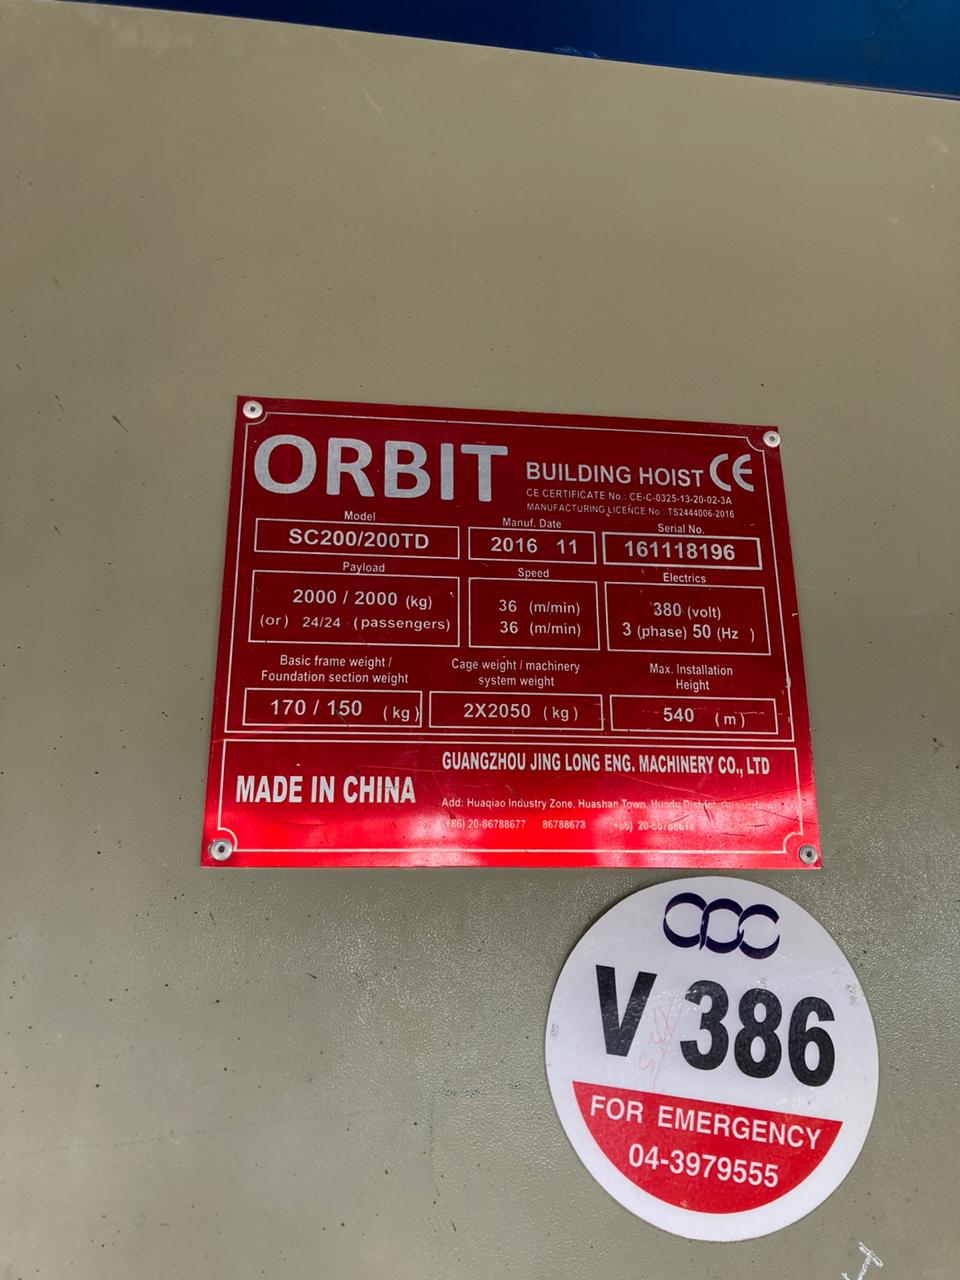 ORBIT
BUILDING HOIST CE
CE CERTIFICATE No.: CE-C-0325-13-20-02-3A
MANUFACTURING LICENCE No.: TS2444006-2016
Model Manuf. Date Serial No.
SC200/200TD 2016 11 161118196
Payload Speed Electrics
2000 / 2000 (kg) 36 (m/min) 380 (volt)
(or) 24/24 (passengers) 36 (m/min) 3 (phase) 50 (Hz )
Basic frame weight / Cage weight / machinery Max. Installation
Foundation section weight system weight Height
170 / 150 (kg) 2X2050 (kg) 540 (m)
MADE IN CHINA
GUANGZHOU JING LONG ENG. MACHINERY CO., LTD
Add: Huaqiao Industry Zone, Huashan Town, Huadu District, Guangzhou
(+86) 20-86788677 86788673 (+86)
V 386
FOR EMERGENCY
04-3979555